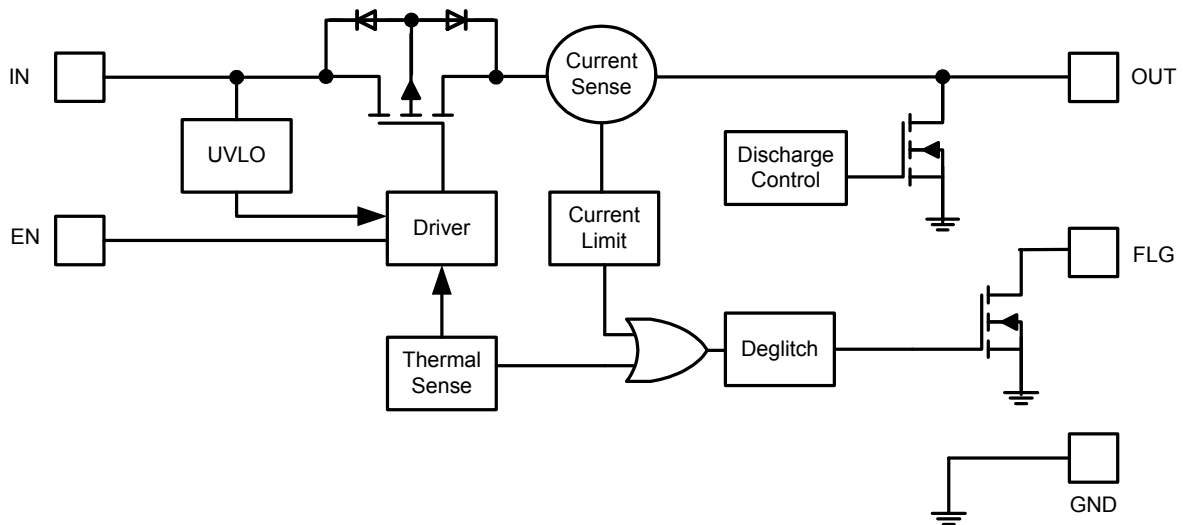 IN
Current
Sense
OUT
UVLO
Discharge
Control
EN
Driver
Current
Limit
FLG
Thermal
Sense
Deglitch
GND